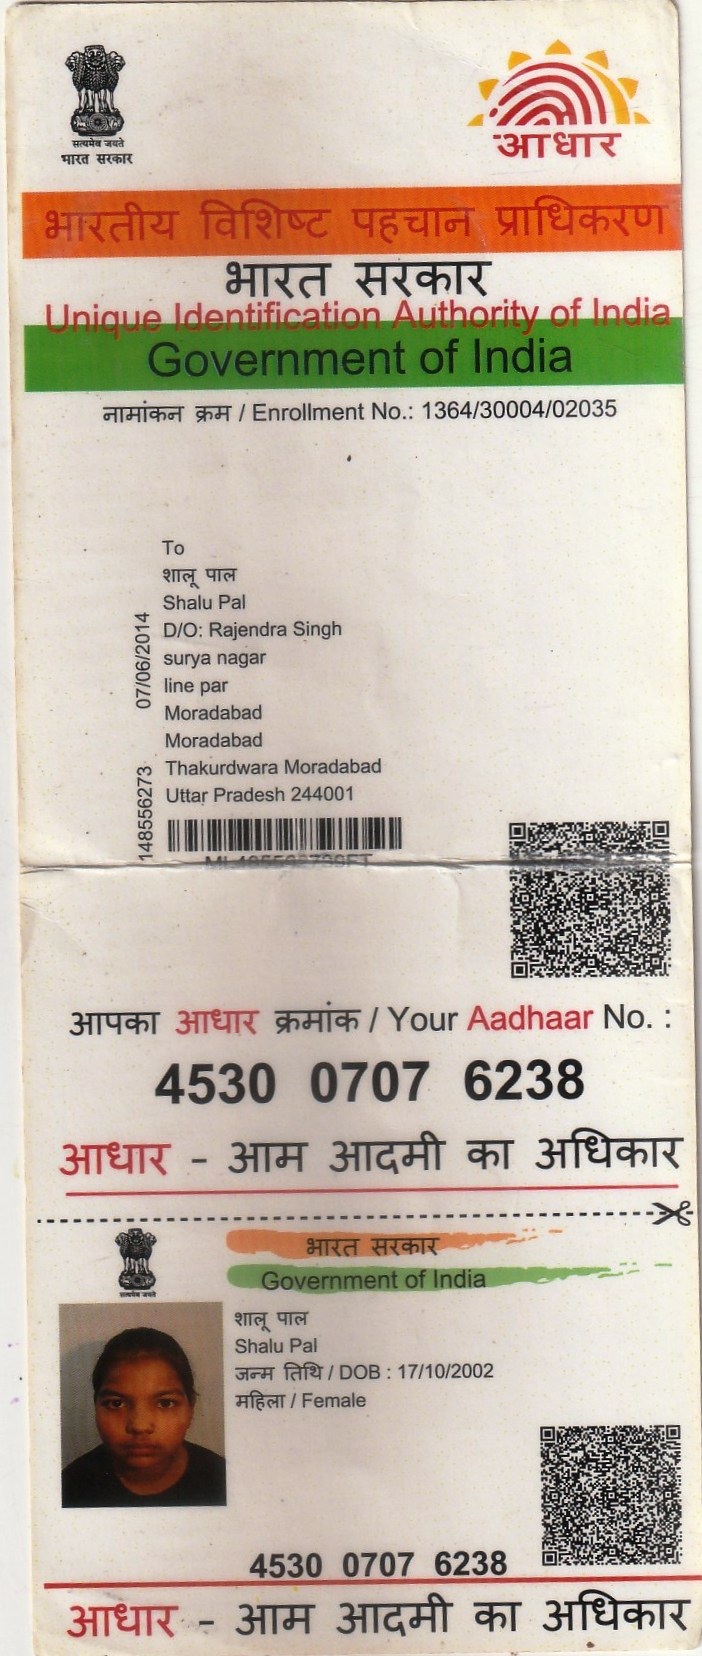 सत्यमेव जयते
भारत सरकार
आधार
भारतीय विशिष्ट पहचान प्राधिकरण
भारत सरकार
Unique Identification Authority of India
Government of India
नामांकन क्रम / Enrollment No.: 1364/30004/02035
To
शालू पाल
Shalu Pal
D/O: Rajendra Singh
surya nagar
line par
Moradabad
Moradabad
Thakurdwara Moradabad
Uttar Pradesh 244001
07/06/2014
148556273
आपका आधार क्रमांक / Your Aadhaar No. :
4530 0707 6238
आधार - आम आदमी का अधिकार
सत्यमेव जयते
भारत सरकार
Government of India
शालू पाल
Shalu Pal
जन्म तिथि / DOB : 17/10/2002
महिला / Female
4530 0707 6238
आधार - आम आदमी का अधिकार